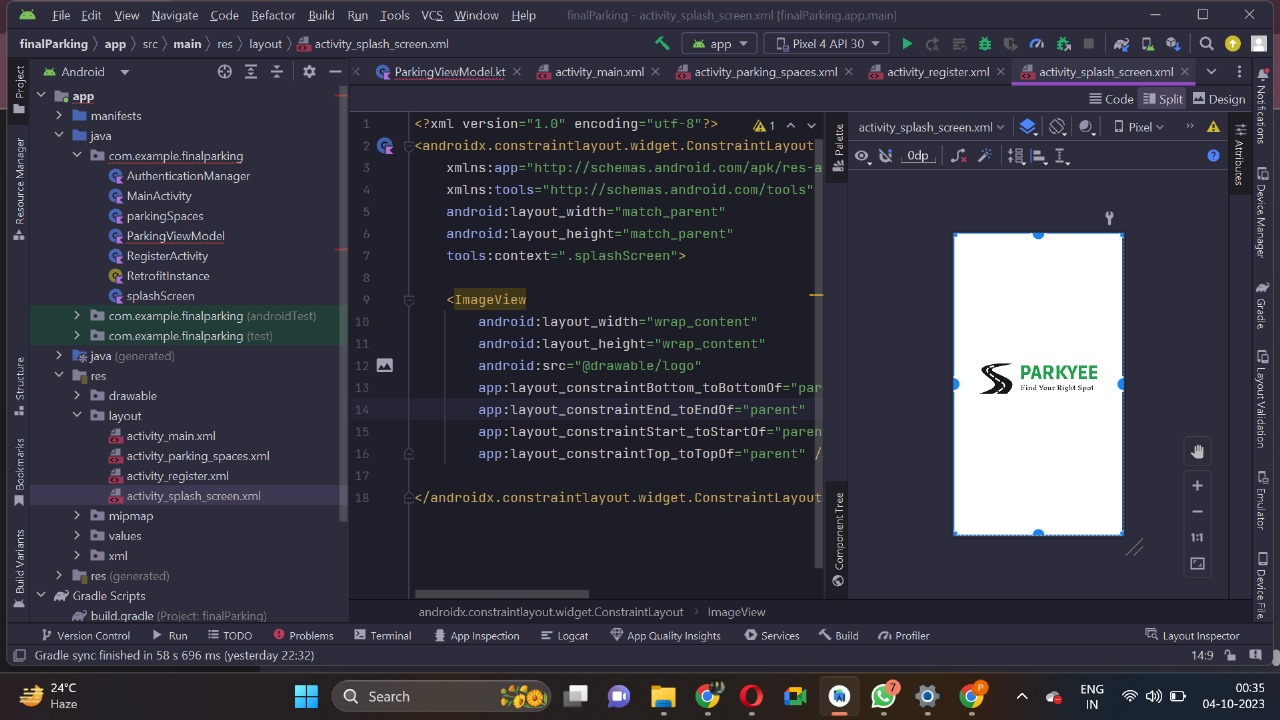 File Edit View Navigate Code Refactor Build Run Tools VCS Window Help finalParking - activity_splash_screen.xml [finalParking.app.main]
finalParking app src main res layout activity_splash_screen.xml app Pixel 4 API 30
Project
Android
ParkingViewModel.kt activity_main.xml activity_parking_spaces.xml activity_register.xml activity_splash_screen.xml
Notifications
Code Split Design
app
manifests
java
com.example.finalparking
AuthenticationManager
MainActivity
parkingSpaces
ParkingViewModel
RegisterActivity
RetrofitInstance
splashScreen
com.example.finalparking (androidTest)
com.example.finalparking (test)
java (generated)
res
drawable
layout
activity_main.xml
activity_parking_spaces.xml
activity_register.xml
activity_splash_screen.xml
mipmap
values
xml
res (generated)
Gradle Scripts
build.gradle (Project: finalParking)
Resource Manager
Structure
Bookmarks
Build Variants
1 <?xml version="1.0" encoding="utf-8"?>
1
2 <androidx.constraintlayout.widget.ConstraintLayout
3 xmlns:app="http://schemas.android.com/apk/res-a
4 xmlns:tools="http://schemas.android.com/tools"
5 android:layout_width="match_parent"
6 android:layout_height="match_parent"
7 tools:context=".splashScreen">
8
9 <ImageView
10 android:layout_width="wrap_content"
11 android:layout_height="wrap_content"
12 android:src="@drawable/logo"
13 app:layout_constraintBottom_toBottomOf="par
14 app:layout_constraintEnd_toEndOf="parent"
15 app:layout_constraintStart_toStartOf="paren
16 app:layout_constraintTop_toTopOf="parent" /
17
18 </androidx.constraintlayout.widget.ConstraintLayout
androidx.constraintlayout.widget.ConstraintLayout ImageView
Palette
Component Tree
activity_splash_screen.xml Pixel
0dp
PARKYEE
Find Your Right Spot
1:1
Attributes
Device Manager
Gradle
Layout Validation
Emulator
Device File
Version Control Run TODO Problems Terminal App Inspection Logcat App Quality Insights Services Build Profiler Layout Inspector
Gradle sync finished in 58 s 696 ms (yesterday 22:32) 14:9
24°C
Haze
Search
7
P
ENG
IN
00:35
04-10-2023